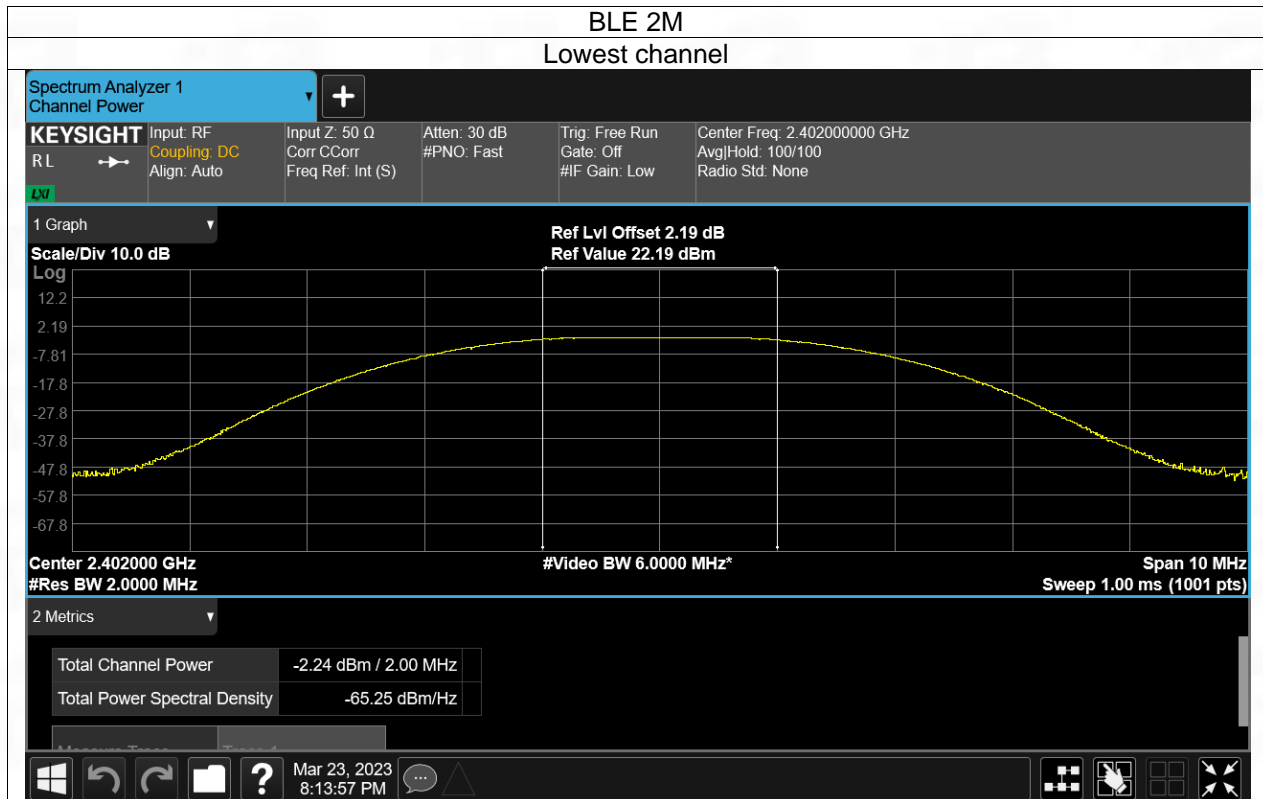 BLE 2M
Lowest channel
Spectrum Analyzer 1
Channel Power
KEYSIGHT
RL
LXI
Input: RF
Coupling: DC
Align: Auto
Input Z: 50 Ω
Corr CCorr
Freq Ref: Int (S)
Atten: 30 dB
#PNO: Fast
Trig: Free Run
Gate: Off
#IF Gain: Low
Center Freq: 2.402000000 GHz
Avg|Hold: 100/100
Radio Std: None
1 Graph
Scale/Div 10.0 dB
Ref Lvl Offset 2.19 dB
Ref Value 22.19 dBm
Log
12.2
2.19
-7.81
-17.8
-27.8
-37.8
-47.8
-57.8
-67.8
Center 2.402000 GHz
#Res BW 2.0000 MHz
#Video BW 6.0000 MHz*
Span 10 MHz
Sweep 1.00 ms (1001 pts)
2 Metrics
Total Channel Power -2.24 dBm / 2.00 MHz
Total Power Spectral Density -65.25 dBm/Hz
Mar 23, 2023
8:13:57 PM